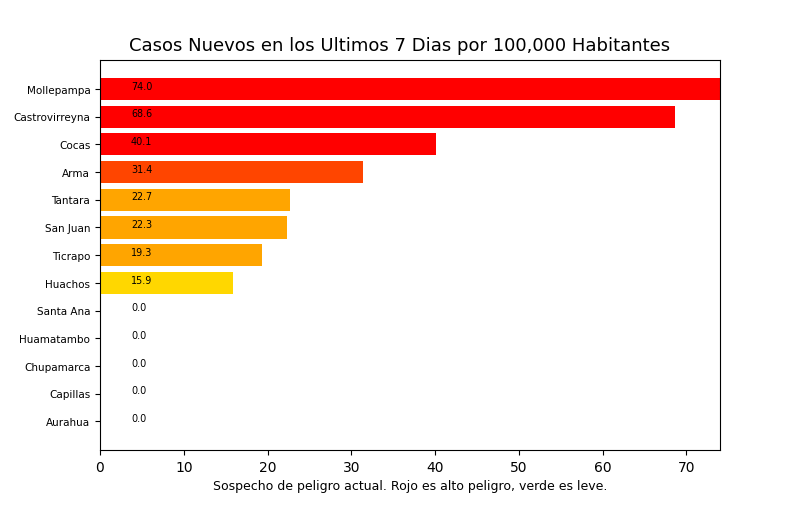 Casos Nuevos en los Ultimos 7 Dias por 100,000 Habitantes
Mollepampa 74.0
Castrovirreyna 68.6
Cocas 40.1
Arma 31.4
Tantara 22.7
San Juan 22.3
Ticrapo 19.3
Huachos 15.9
Santa Ana 0.0
Huamatambo 0.0
Chupamarca 0.0
Capillas 0.0
Aurahua 0.0
0 10 20 30 40 50 60 70
Sospecho de peligro actual. Rojo es alto peligro, verde es leve.